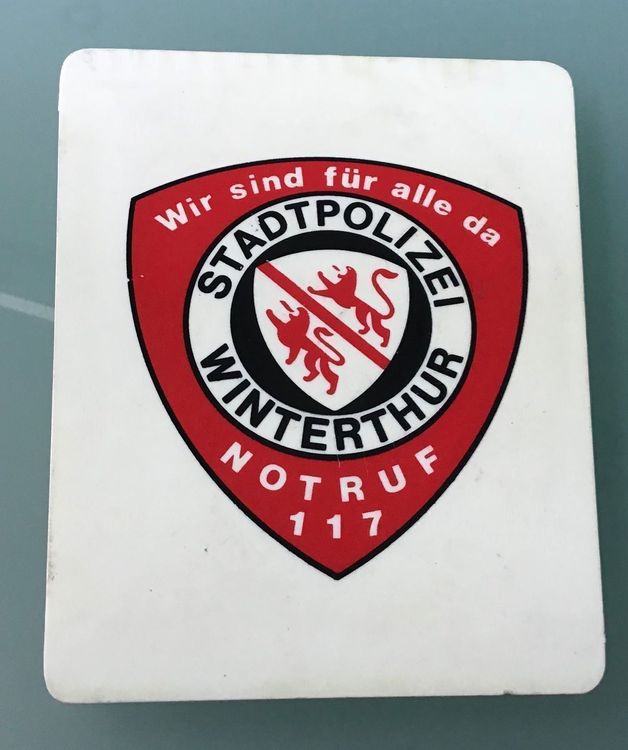 Wir sind für alle da
STADTPOLIZEI
WINTERTHUR
NOTRUF
117